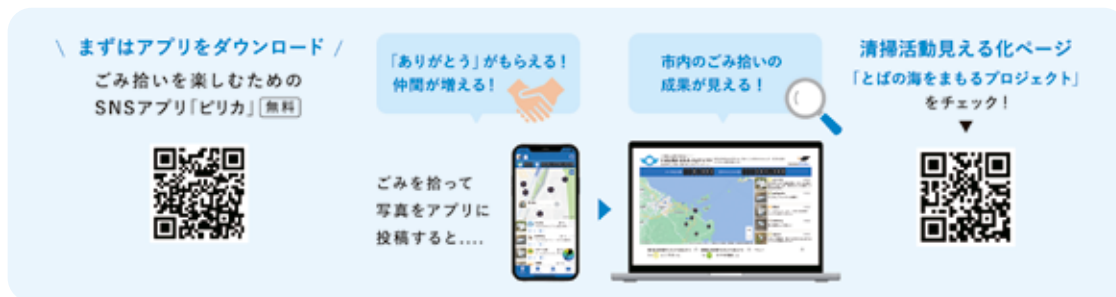 \ まずはアプリをダウンロード /
ごみ拾いを楽しむための
SNSアプリ「ピリカ」 無料
「ありがとう」がもらえる!
仲間が増える!
ごみを拾って
写真をアプリに
投稿すると....
市内のごみ拾いの
成果が見える!
清掃活動見える化ページ
「とばの海をまもるプロジェクト」
をチェック!